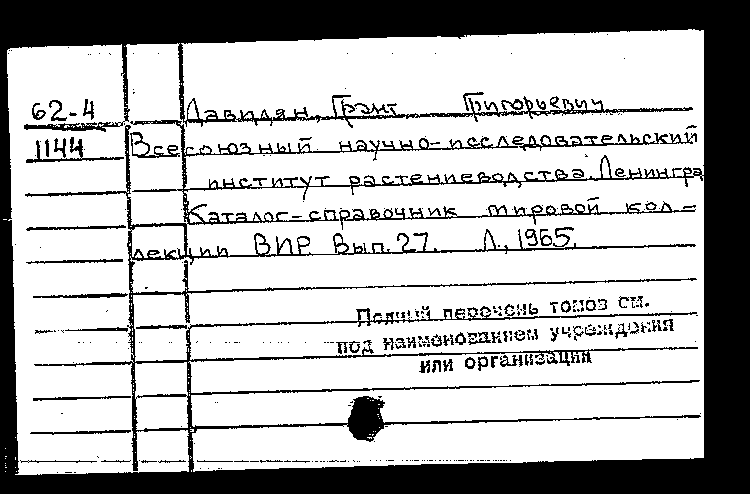 62-4 Давидян, Грэнт Григорьевич
1144 Всесоюзный научно-исследовательский
институт растениеводства. Ленингра
Каталог-справочник мировой кол-
лекции ВИР. Вып. 27. Л., 1965.
Полный перечень томов см.
под наименованием учреждения
или организации